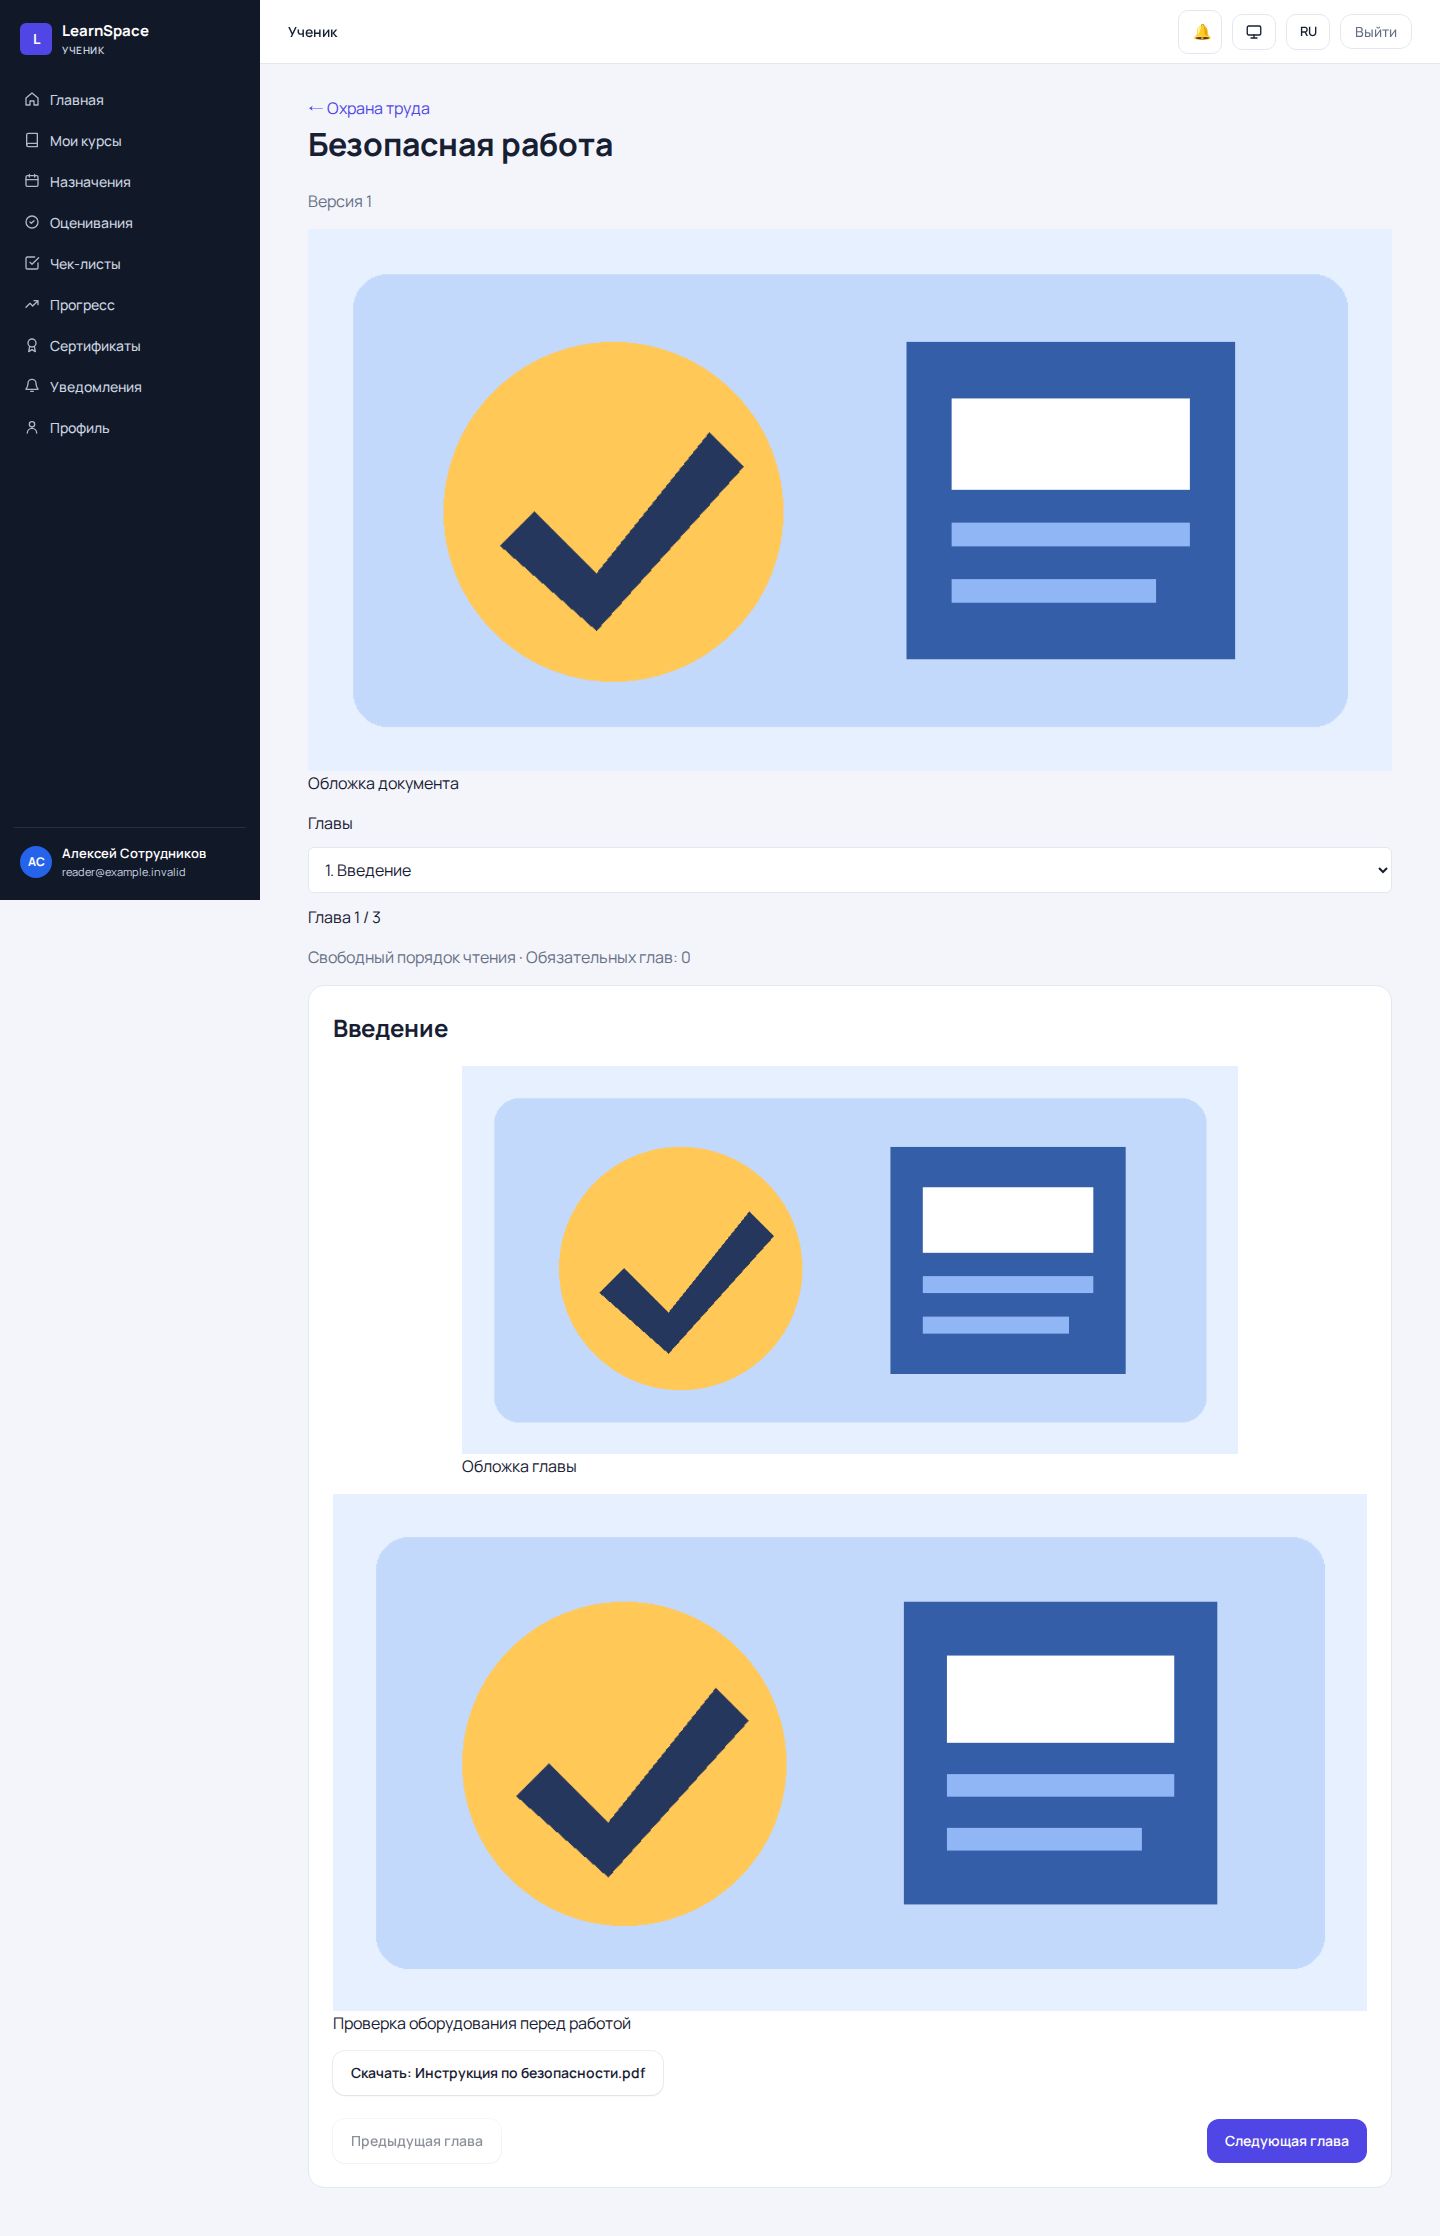 L
LearnSpace
УЧЕНИК
Главная
Мои курсы
Назначения
Оценивания
Чек-листы
Прогресс
Сертификаты
Уведомления
Профиль
АС
Алексей Сотрудников
reader@example.invalid
Ученик
RU
Выйти
← Охрана труда
Безопасная работа
Версия 1
Обложка документа
Главы
1. Введение
Глава 1 / 3
Свободный порядок чтения · Обязательных глав: 0
Введение
Обложка главы
Проверка оборудования перед работой
Скачать: Инструкция по безопасности.pdf
Предыдущая глава
Следующая глава